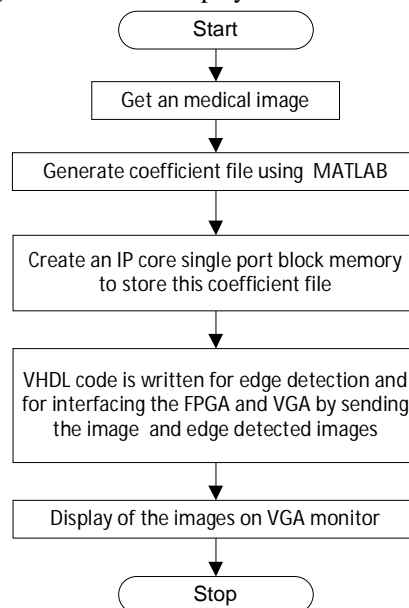 Start
Get an medical image
Generate coefficient file using MATLAB
Create an IP core single port block memory
to store this coefficient file
VHDL code is written for edge detection and
for interfacing the FPGA and VGA by sending
the image and edge detected images
Display of the images on VGA monitor
Stop